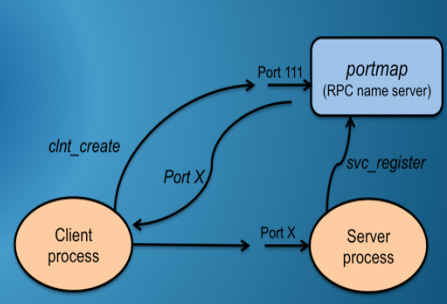 Port 111
portmap
(RPC name server)
clnt_create
Port X
svc_register
Client
process
Port X
Server
process